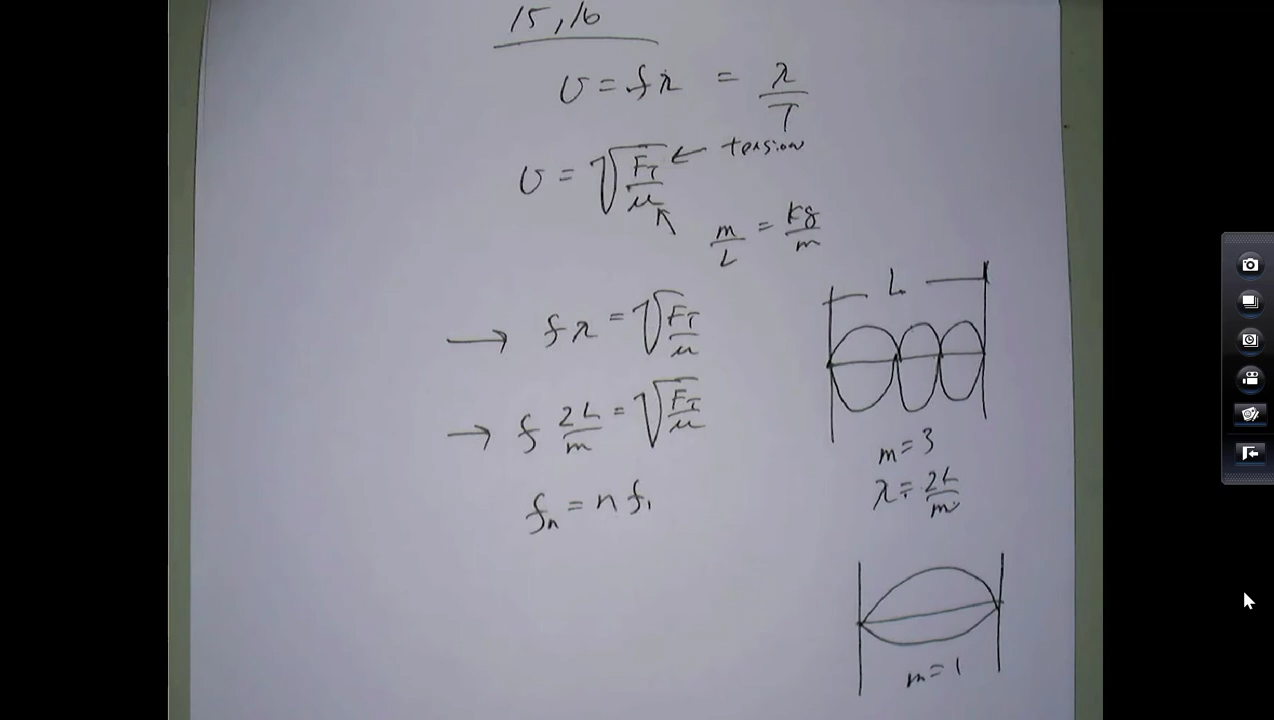 15, 16
υ = fλ = λ/T
υ = √(F_T/μ) ← tension
m/L = kg/m
→ fλ = √(F_T/μ)
L
→ f 2L/m = √(F_T/μ)
m = 3
λ = 2L/m
f_n = n f_1
m = 1